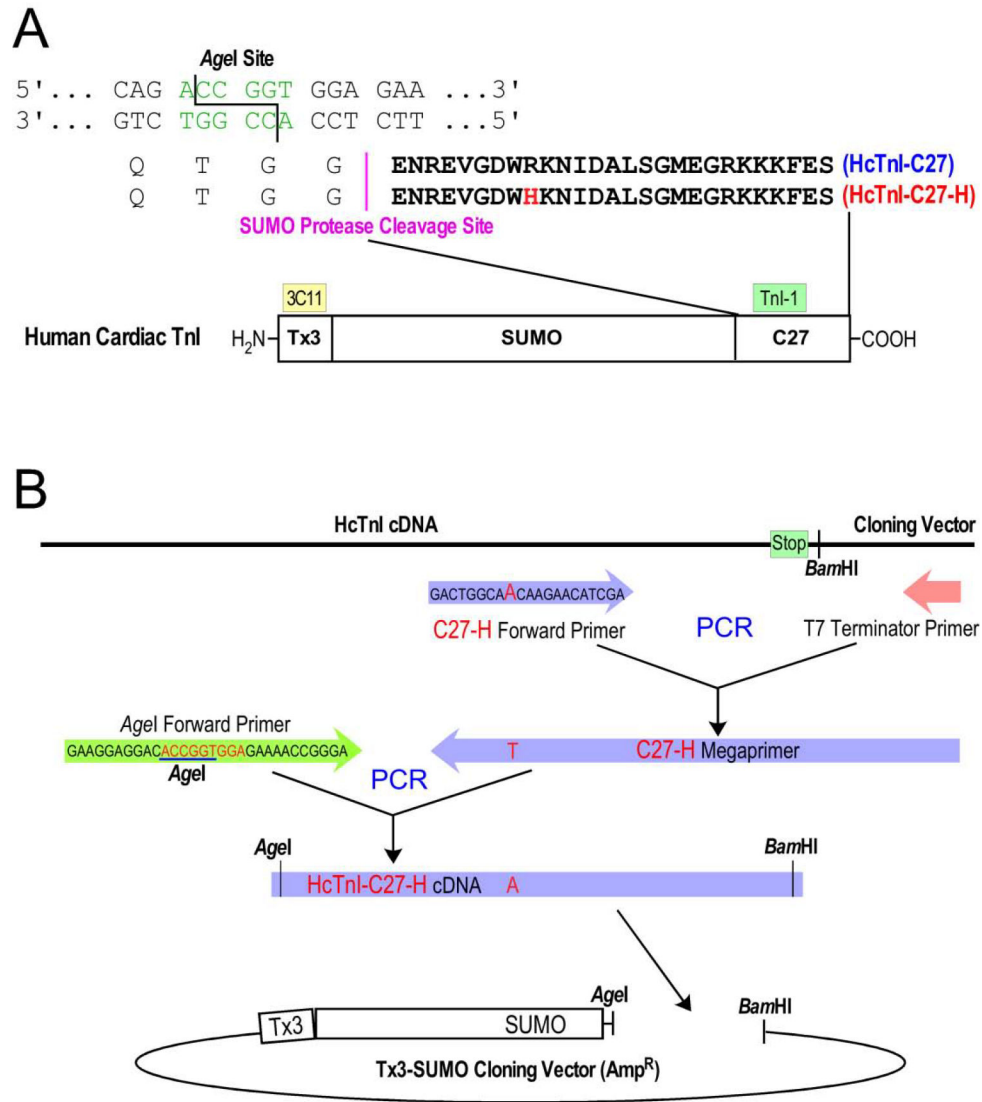 A
AgeI Site
5'... CAG ACC GGT GGA GAA ...3'
3'... GTC TGG CCA CCT CTT ...5'
Q T G G ENREVGDWRKNIDALSGMEGRKKKFES (HcTnI-C27)
Q T G G ENREVGDWHKNIDALSGMEGRKKKFES (HcTnI-C27-H)
SUMO Protease Cleavage Site
3C11 TnI-1
Human Cardiac TnI H2N Tx3 SUMO C27 COOH
B
HcTnI cDNA Cloning Vector
Stop
BamHI
GACTGGCAACAAGAACATCGA
C27-H Forward Primer PCR T7 Terminator Primer
AgeI Forward Primer
GAAGGAGGACACCGGTGGAGAAAACCGGGA T C27-H Megaprimer
AgeI PCR
AgeI BamHI
HcTnI-C27-H cDNA A
AgeI BamHI
Tx3 SUMO
Tx3-SUMO Cloning Vector (AmpR)